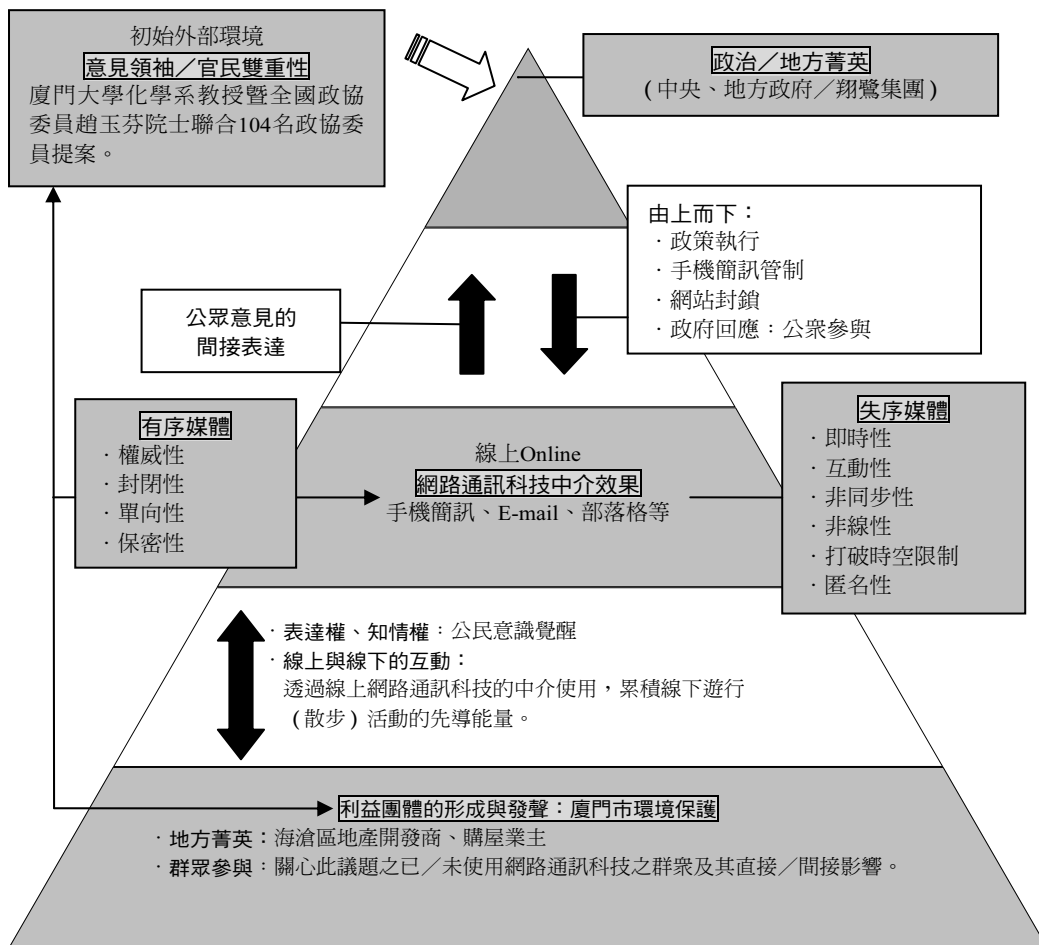 初始外部環境
意見領袖／官民雙重性
廈門大學化學系教授暨全國政協
委員趙玉芬院士聯合104名政協委
員提案。
政治／地方菁英
(中央、地方政府／翔鷺集團)
由上而下：
·政策執行
·手機簡訊管制
·網站封鎖
·政府回應：公眾參與
公眾意見的
間接表達
有序媒體
·權威性
·封閉性
·單向性
·保密性
線上Online
網路通訊科技中介效果
手機簡訊、E-mail、部落格等
失序媒體
·即時性
·互動性
·非同步性
·非線性
·打破時空限制
·匿名性
·表達權、知情權：公民意識覺醒
·線上與線下的互動：
透過線上網路通訊科技的中介使用，累積線下遊行
(散步)活動的先導能量。
利益團體的形成與發聲：廈門市環境保護
·地方菁英：海滄區地產開發商、購屋業主
·群眾參與：關心此議題之已／未使用網路通訊科技之群眾及其直接／間接影響。